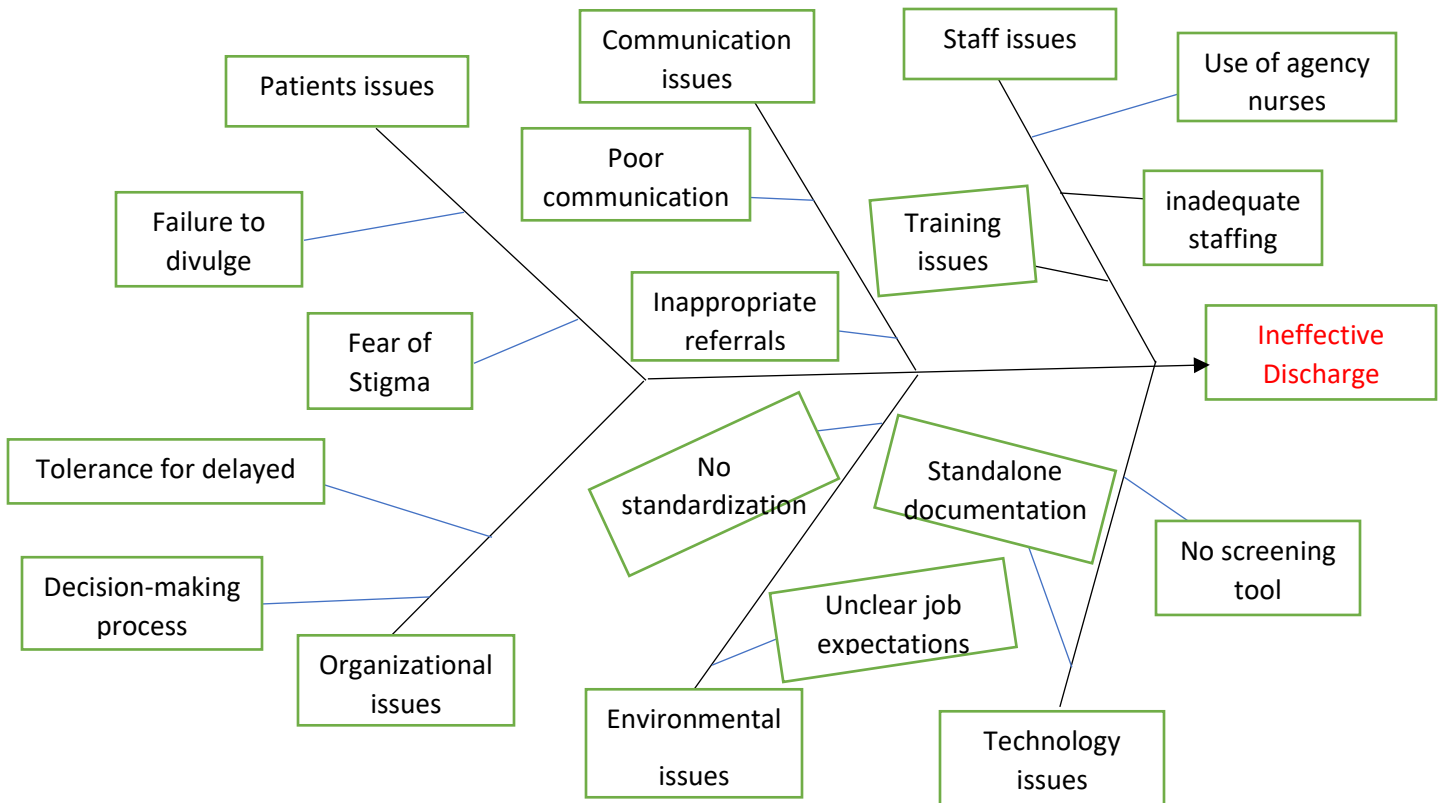 Communication
issues
Staff issues
Patients issues
Use of agency
nurses
Poor
communication
inadequate
staffing
Training
issues
Failure to
divulge
Inappropriate
referrals
Fear of
Stigma
Ineffective
Discharge
Tolerance for delayed
No
standardization
Standalone
documentation
No screening
tool
Decision-making
process
Unclear job
expectations
Organizational
issues
Environmental
issues
Technology
issues